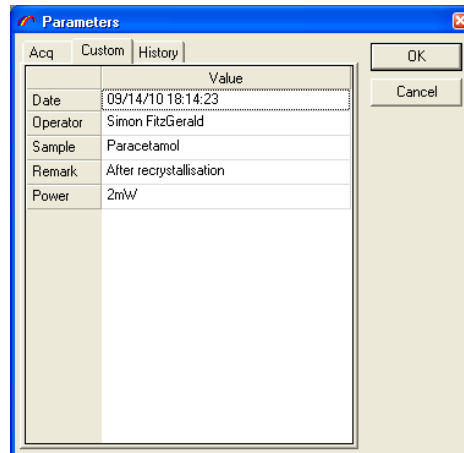 Parameters
Acq Custom History
OK
Cancel
Value
Date 09/14/10 18:14:23
Operator Simon FitzGerald
Sample Paracetamol
Remark After recrystallisation
Power 2mW